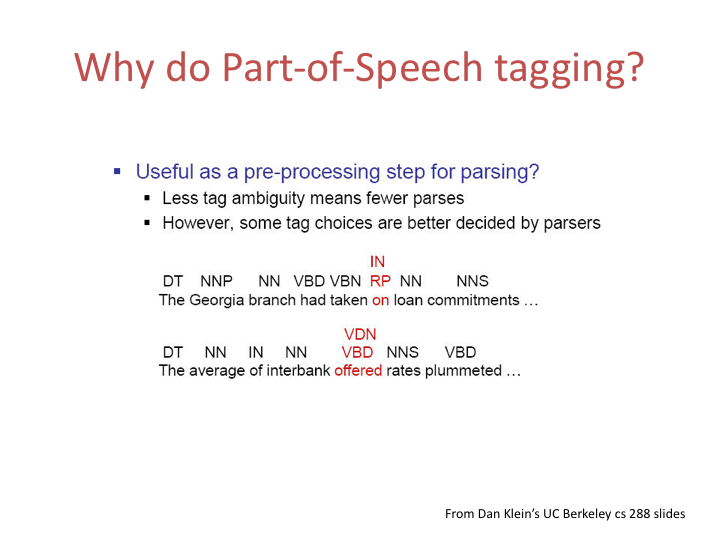 Why do Part-of-Speech tagging?
▪ Useful as a pre-processing step for parsing?
▪ Less tag ambiguity means fewer parses
▪ However, some tag choices are better decided by parsers
IN
DT NNP NN VBD VBN RP NN NNS
The Georgia branch had taken on loan commitments …
VDN
DT NN IN NN VBD NNS VBD
The average of interbank offered rates plummeted …
From Dan Klein’s UC Berkeley cs 288 slides